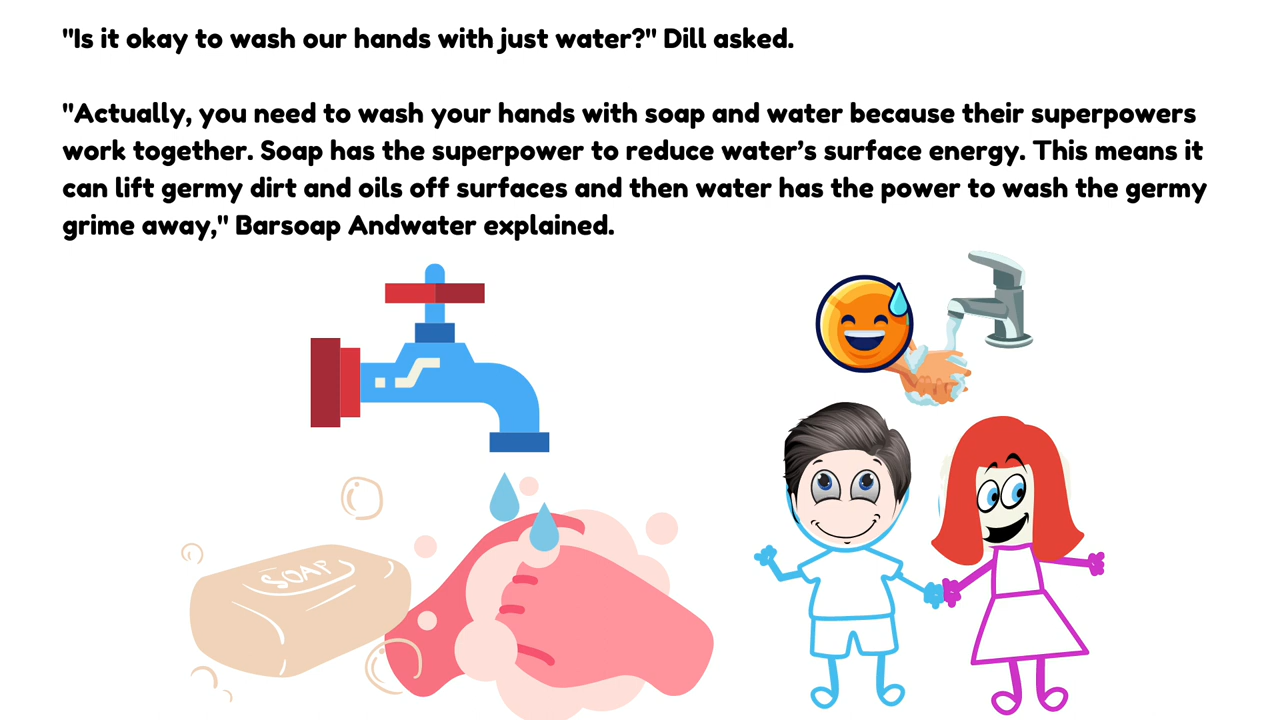 "Is it okay to wash our hands with just water?" Dill asked.
"Actually, you need to wash your hands with soap and water because their superpowers
work together. Soap has the superpower to reduce water’s surface energy. This means it
can lift germy dirt and oils off surfaces and then water has the power to wash the germy
grime away," Barsoap Andwater explained.
SOAP